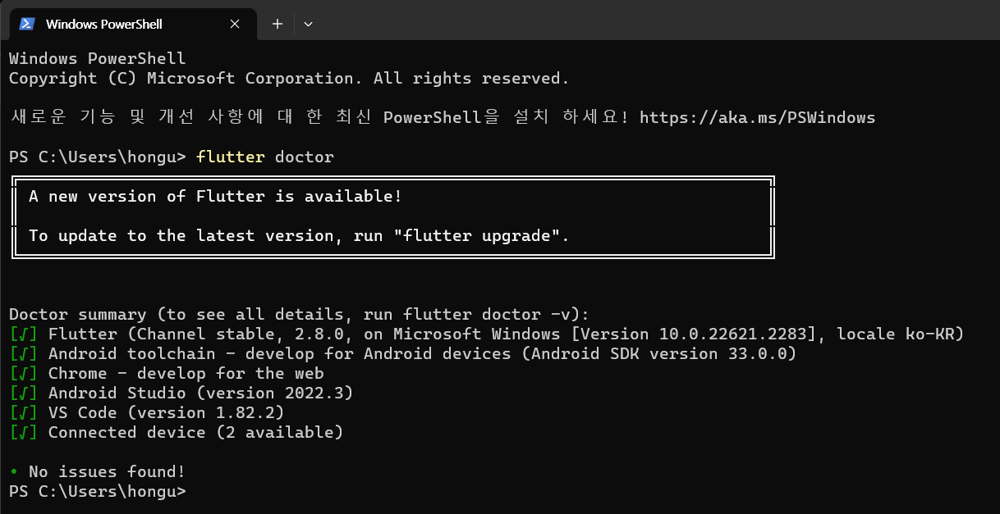 Windows PowerShell
Windows PowerShell
Copyright (C) Microsoft Corporation. All rights reserved.
새로운 기능 및 개선 사항에 대 한 최신 PowerShell을 설치 하세요! https://aka.ms/PSWindows
PS C:\Users\hongu> flutter doctor
A new version of Flutter is available!
To update to the latest version, run "flutter upgrade".
Doctor summary (to see all details, run flutter doctor -v):
[√] Flutter (Channel stable, 2.8.0, on Microsoft Windows [Version 10.0.22621.2283], locale ko-KR)
[√] Android toolchain - develop for Android devices (Android SDK version 33.0.0)
[√] Chrome - develop for the web
[√] Android Studio (version 2022.3)
[√] VS Code (version 1.82.2)
[√] Connected device (2 available)
• No issues found!
PS C:\Users\hongu>